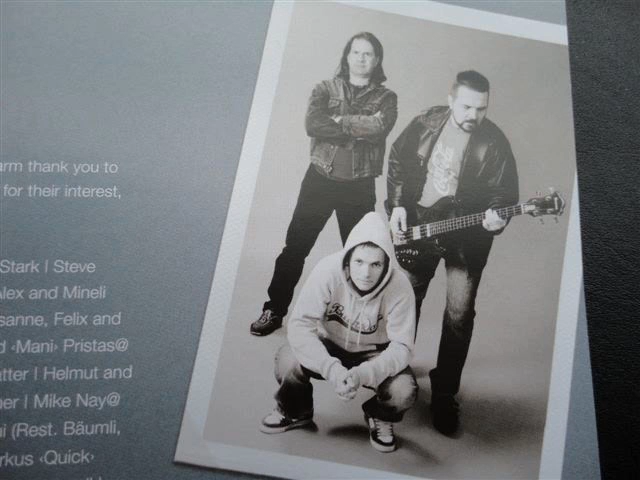 arm thank you to
for their interest,
Stark | Steve
Alex and Mineli
sanne, Felix and
d ‹Mani› Pristas@
atter | Helmut and
ner | Mike Nay@
ni (Rest. Bäumli,
rkus ‹Quick›